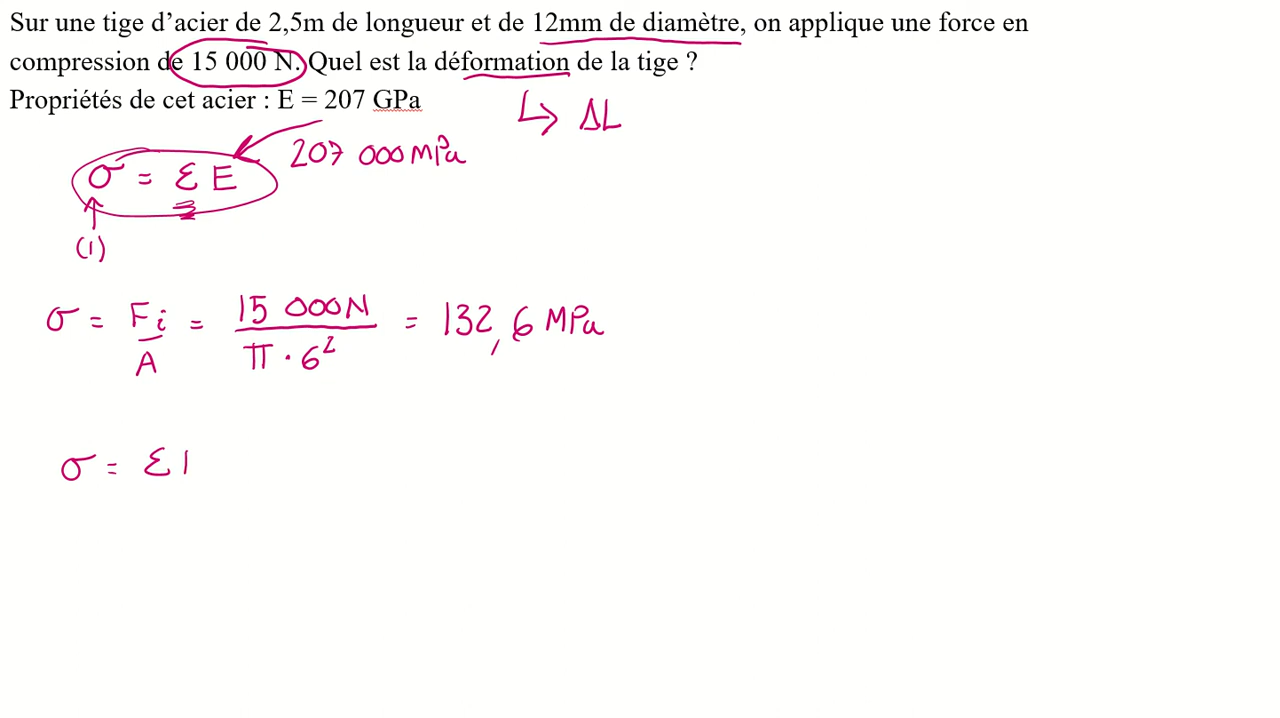 Sur une tige d’acier de 2,5m de longueur et de 12mm de diamètre, on applique une force en
compression de 15 000 N. Quel est la déformation de la tige ?
Propriétés de cet acier : E = 207 GPa
↳ ΔL
207 000 MPa
σ = ε E
(1)
σ = Fi/A = 15 000N/π · 6² = 132,6 MPa
σ = ε